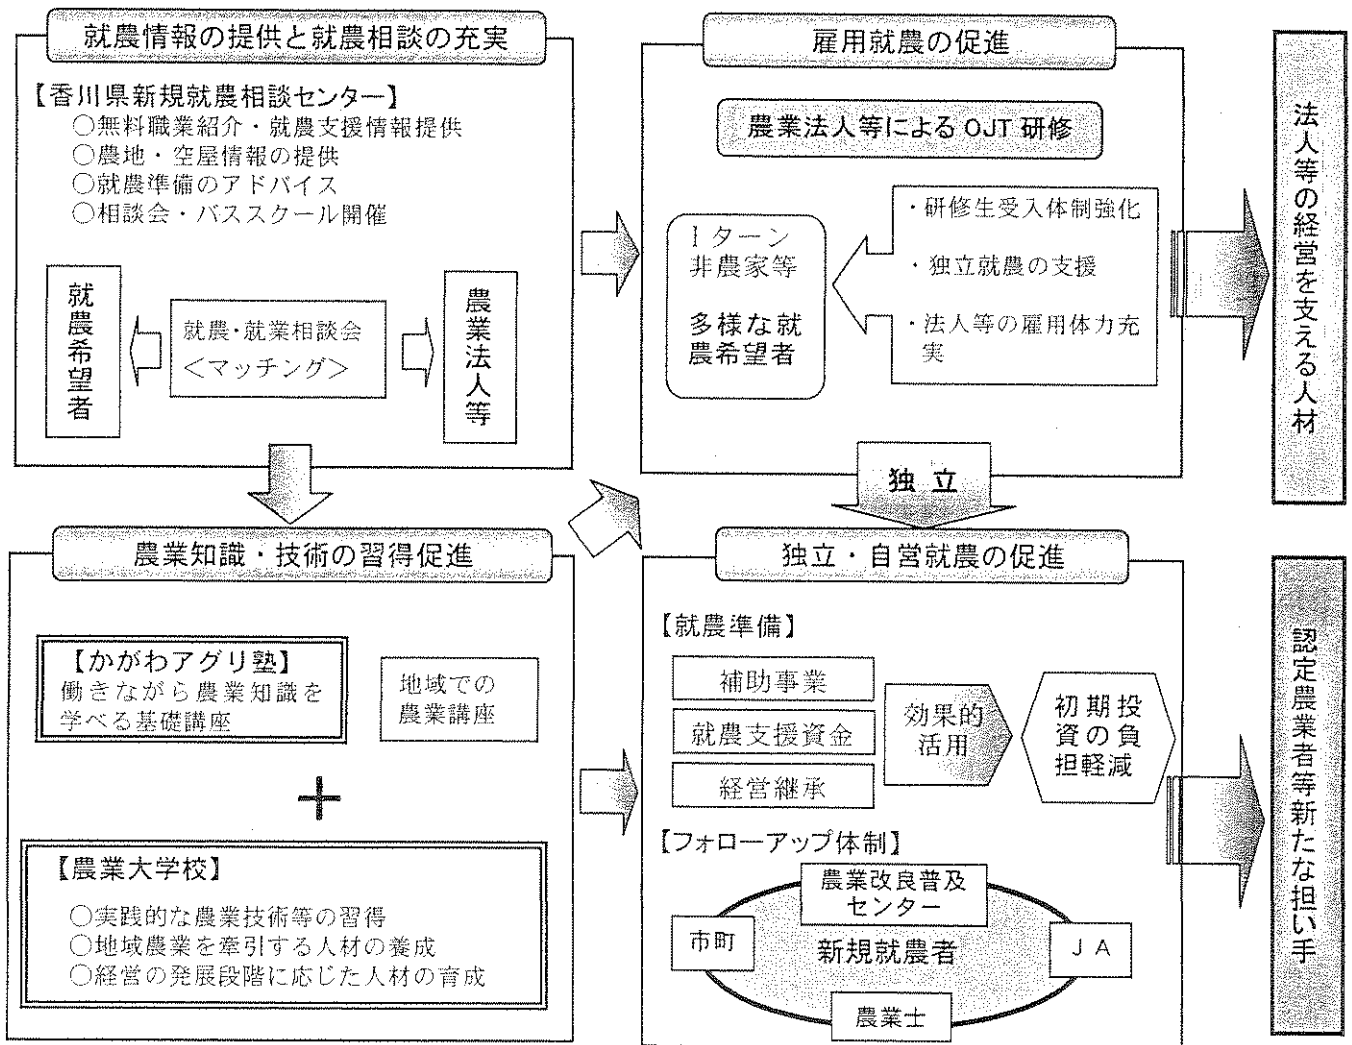 就農情報の提供と就農相談の充実
【香川県新規就農相談センター】
○無料職業紹介・就農支援情報提供
○農地・空屋情報の提供
○就農準備のアドバイス
○相談会・バススクール開催
就農希望者
就農・就業相談会
＜マッチング＞
農業法人等
雇用就農の促進
農業法人等によるOJT研修
Iターン
非農家等
多様な就
農希望者
・研修生受入体制強化
・独立就農の支援
・法人等の雇用体力充
実
法人等の経営を支える人材
独立
農業知識・技術の習得促進
【かがわアグリ塾】
働きながら農業知識を
学べる基礎講座
地域での
農業講座
＋
【農業大学校】
○実践的な農業技術等の習得
○地域農業を牽引する人材の養成
○経営の発展段階に応じた人材の育成
独立・自営就農の促進
【就農準備】
補助事業
就農支援資金
経営継承
効果的
活用
初期投
資の負
担軽減
【フォローアップ体制】
農業改良普及
センター
市町
新規就農者
JA
農業士
認定農業者等新たな担い手